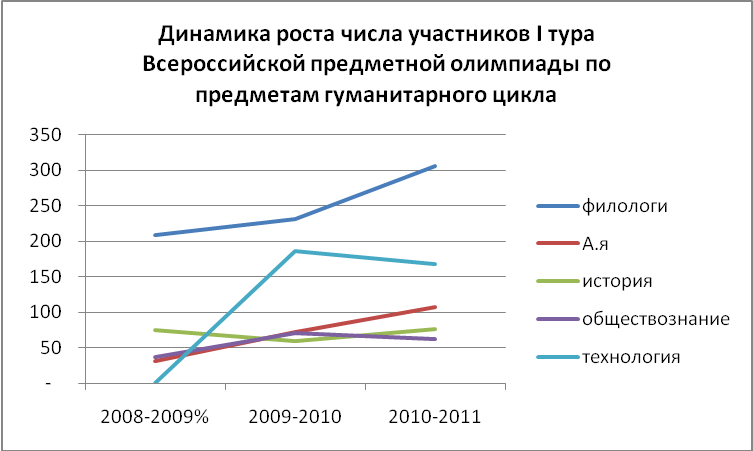 Динамика роста числа участников I тура
Всероссийской предметной олимпиады по
предметам гуманитарного цикла
350
300
250
200
150
100
50
-
2008-2009% 2009-2010 2010-2011
филологи
А.я
история
обществознание
технология